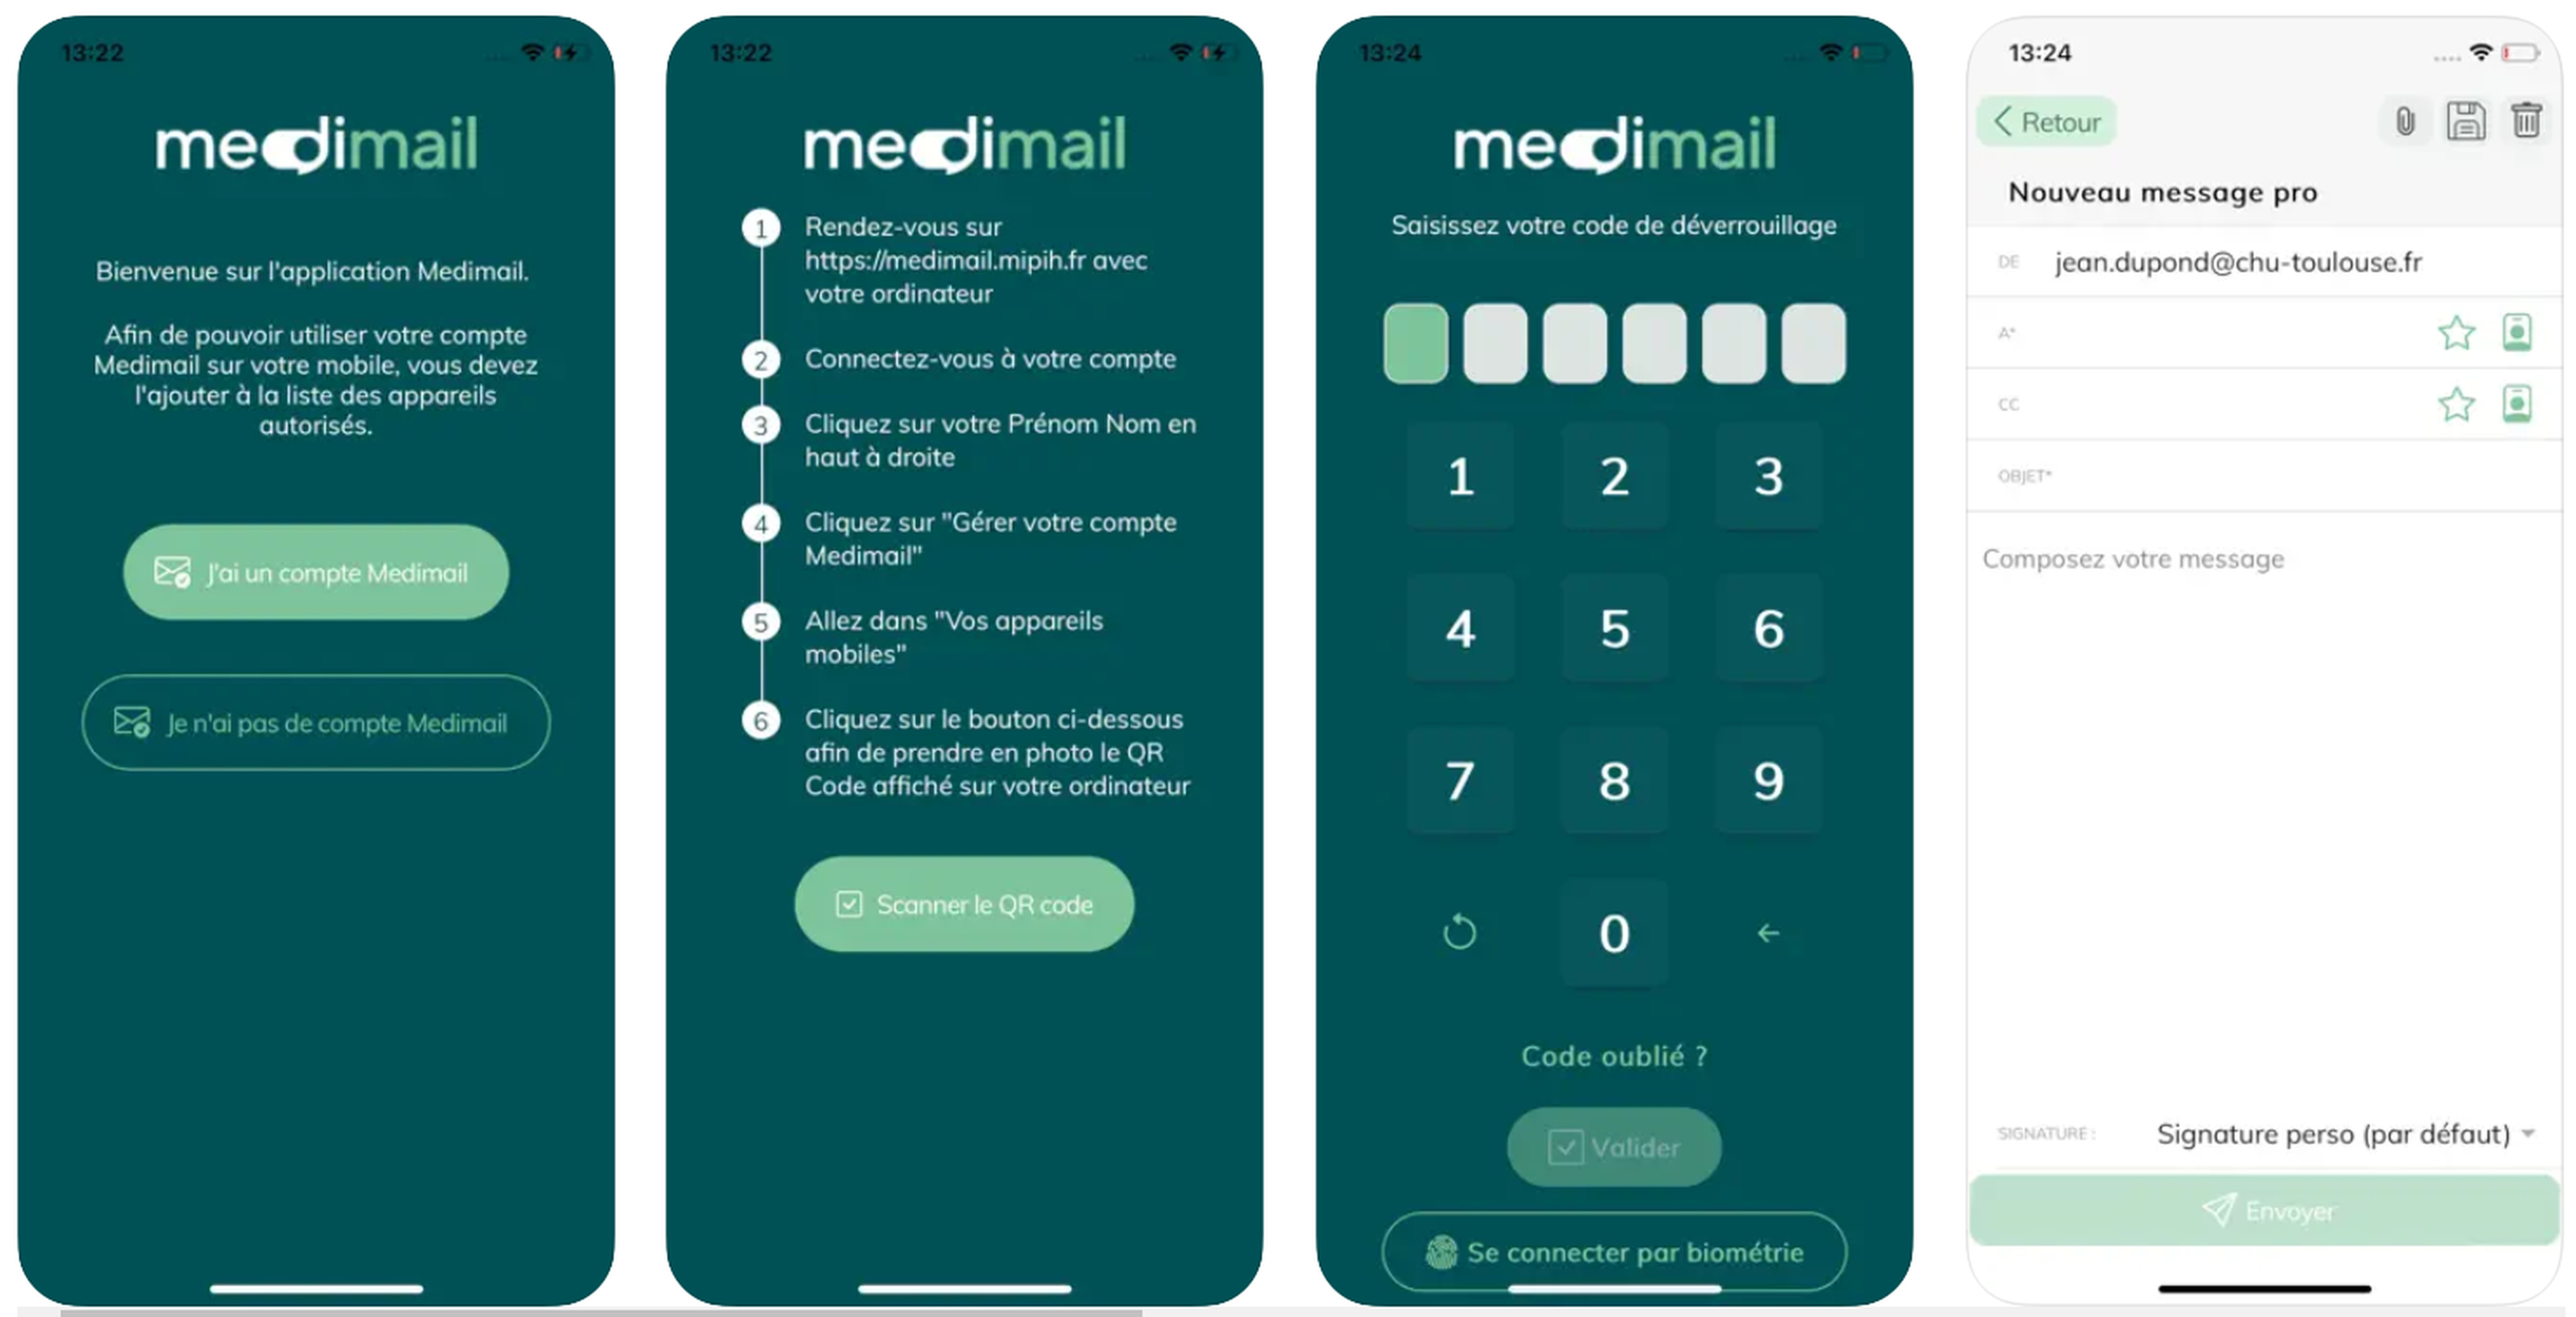 13:22
medimail
Bienvenue sur l'application Medimail.
Afin de pouvoir utiliser votre compte
Medimail sur votre mobile, vous devez
l'ajouter à la liste des appareils
autorisés.
J'ai un compte Medimail
Je n'ai pas de compte Medimail
13:22
medimail
1 Rendez-vous sur
https://medimail.mipih.fr avec
votre ordinateur
2 Connectez-vous à votre compte
3 Cliquez sur votre Prénom Nom en
haut à droite
4 Cliquez sur "Gérer votre compte
Medimail"
5 Allez dans "Vos appareils
mobiles"
6 Cliquez sur le bouton ci-dessous
afin de prendre en photo le QR
Code affiché sur votre ordinateur
Scanner le QR code
13:24
medimail
Saisissez votre code de déverrouillage
1 2 3
4 5 6
7 8 9
0
Code oublié ?
Valider
Se connecter par biométrie
13:24
Retour
Nouveau message pro
DE jean.dupond@chu-toulouse.fr
A*
CC
OBJET*
Composez votre message
SIGNATURE : Signature perso (par défaut)
Envoyer